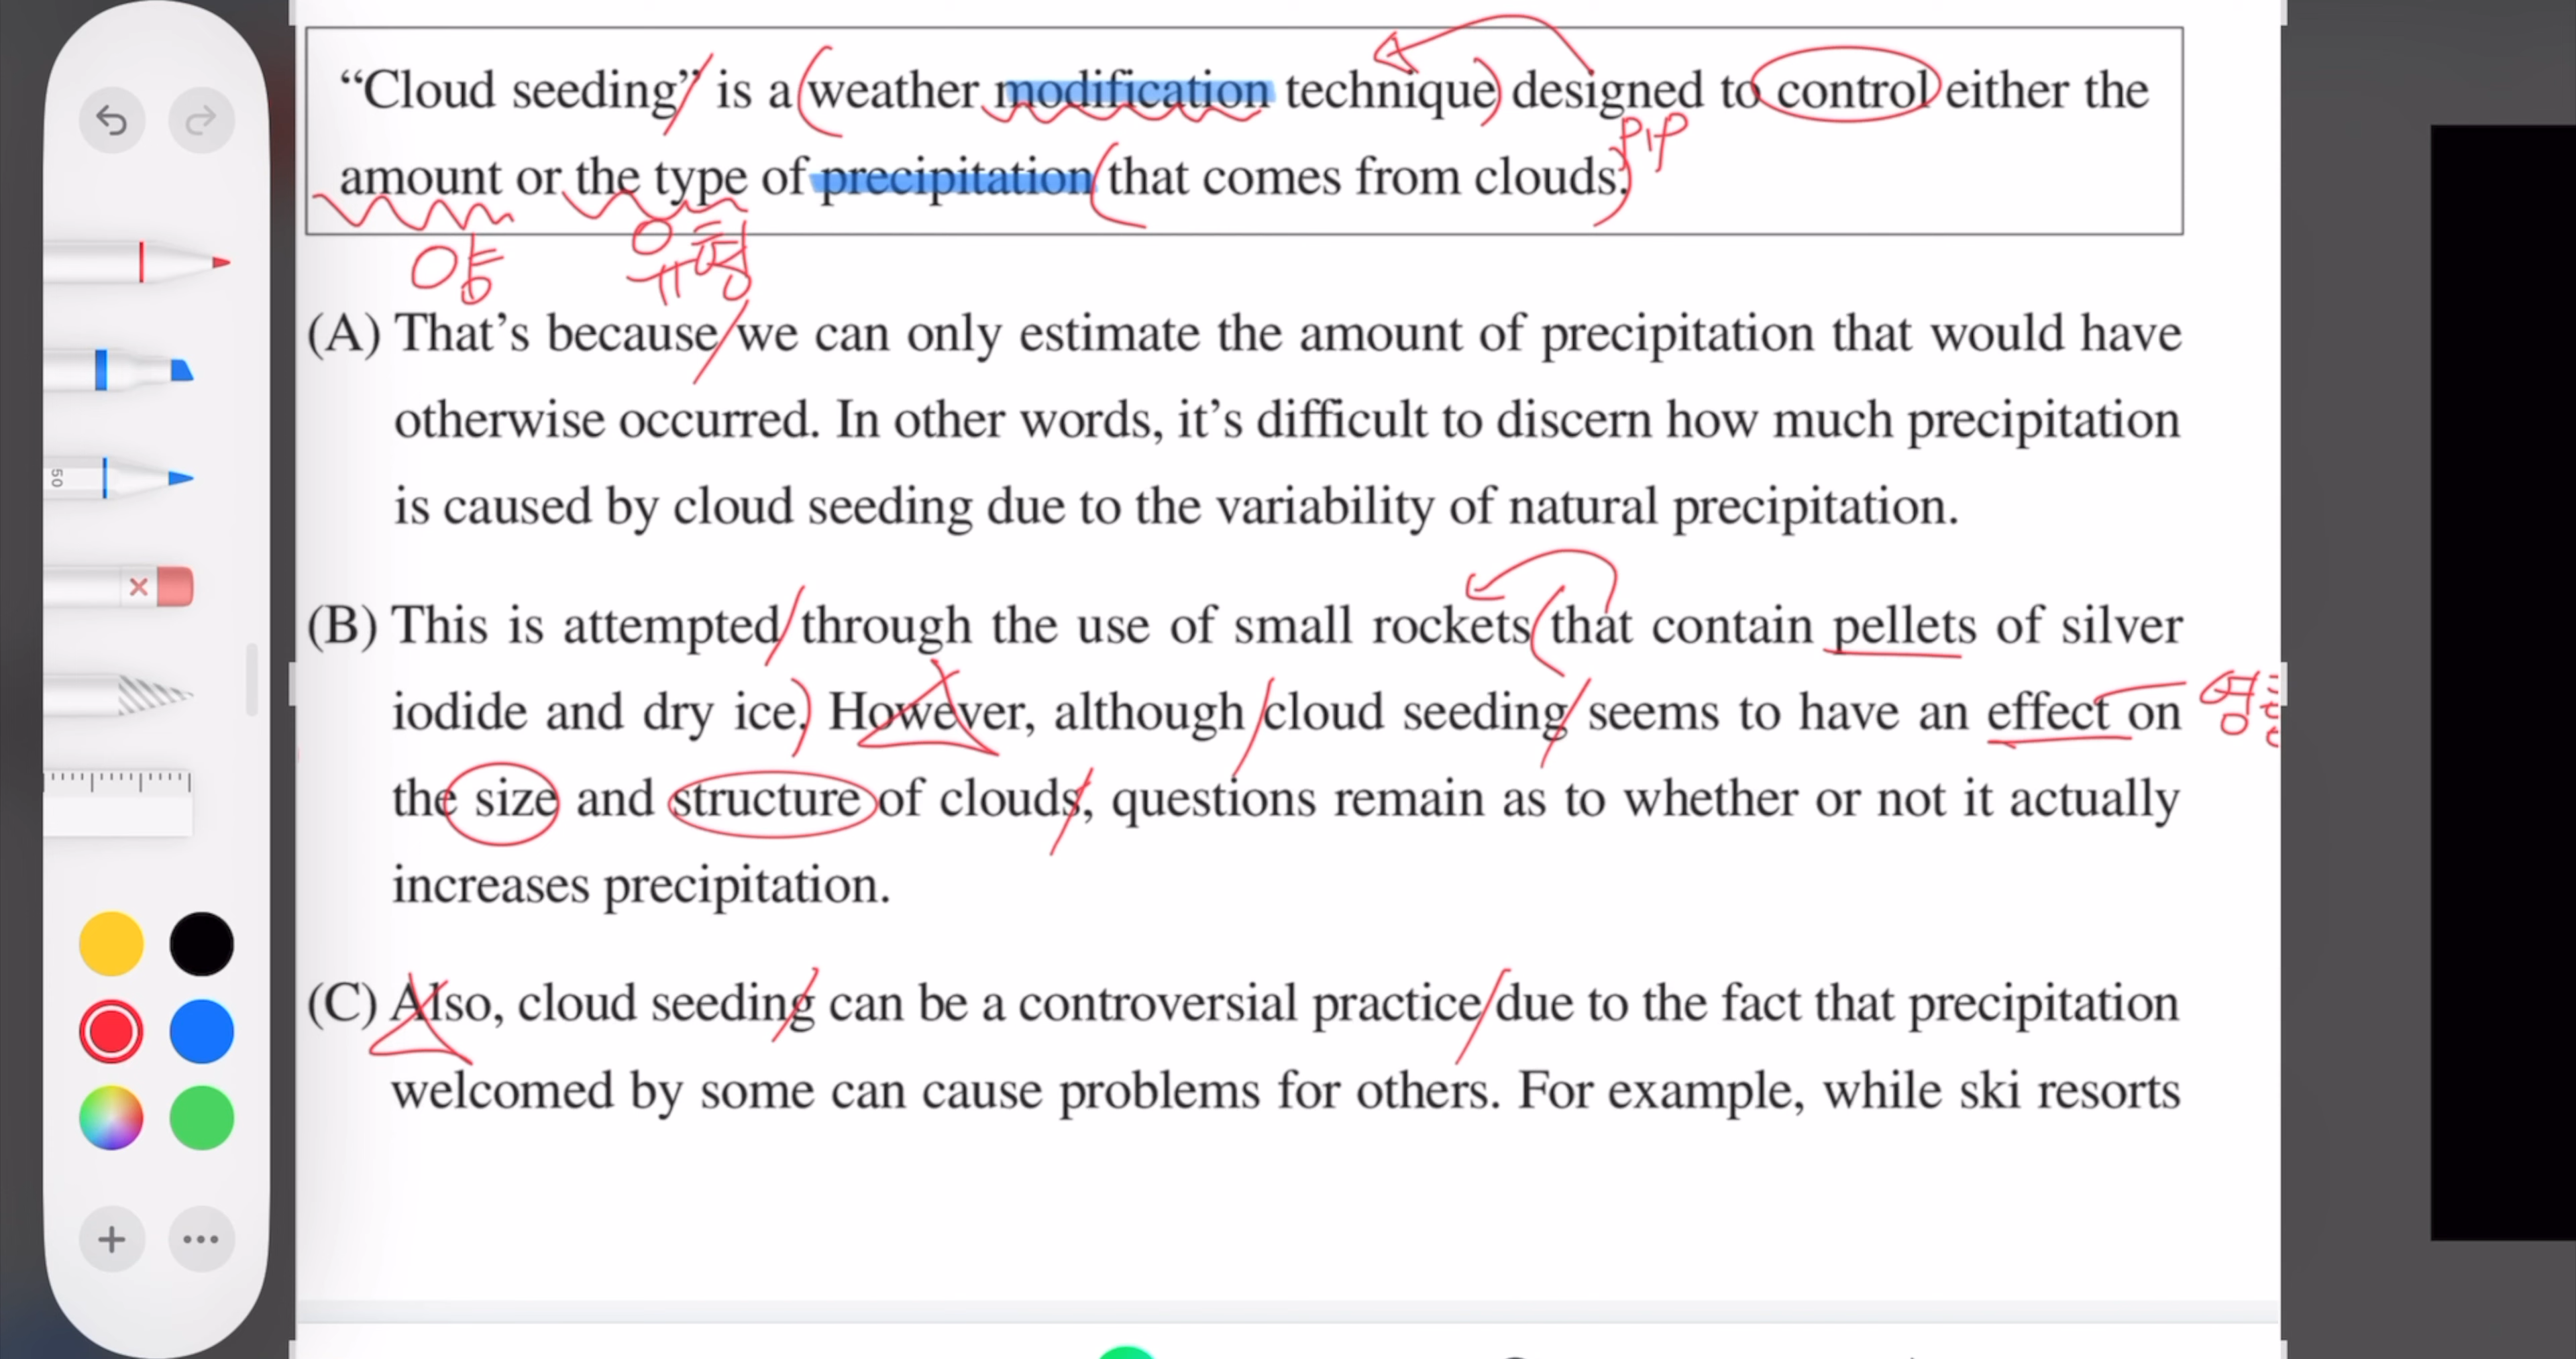 “Cloud seeding” is a weather modification technique designed to control either the
amount or the type of precipitation that comes from clouds.
pip
양
유형
(A) That’s because we can only estimate the amount of precipitation that would have
otherwise occurred. In other words, it’s difficult to discern how much precipitation
is caused by cloud seeding due to the variability of natural precipitation.
(B) This is attempted through the use of small rockets that contain pellets of silver
iodide and dry ice. However, although cloud seeding seems to have an effect on
the size and structure of clouds, questions remain as to whether or not it actually
increases precipitation.
(C) Also, cloud seeding can be a controversial practice due to the fact that precipitation
welcomed by some can cause problems for others. For example, while ski resorts
50